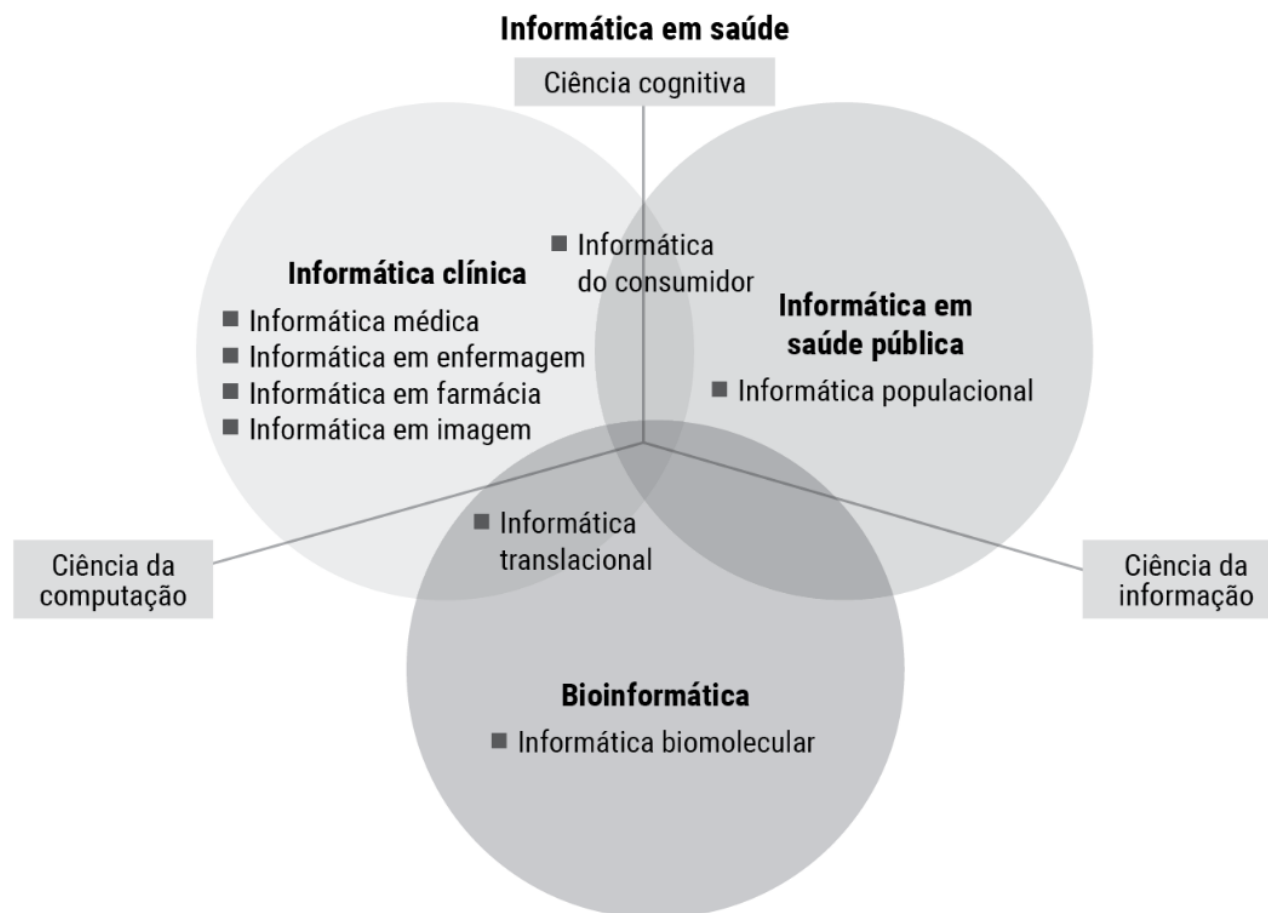 Informática em saúde
Ciência cognitiva
■ Informática
do consumidor
Informática clínica
■ Informática médica
■ Informática em enfermagem
■ Informática em farmácia
■ Informática em imagem
Informática em
saúde pública
■ Informática populacional
■ Informática
translacional
Ciência da
computação
Ciência da
informação
Bioinformática
■ Informática biomolecular